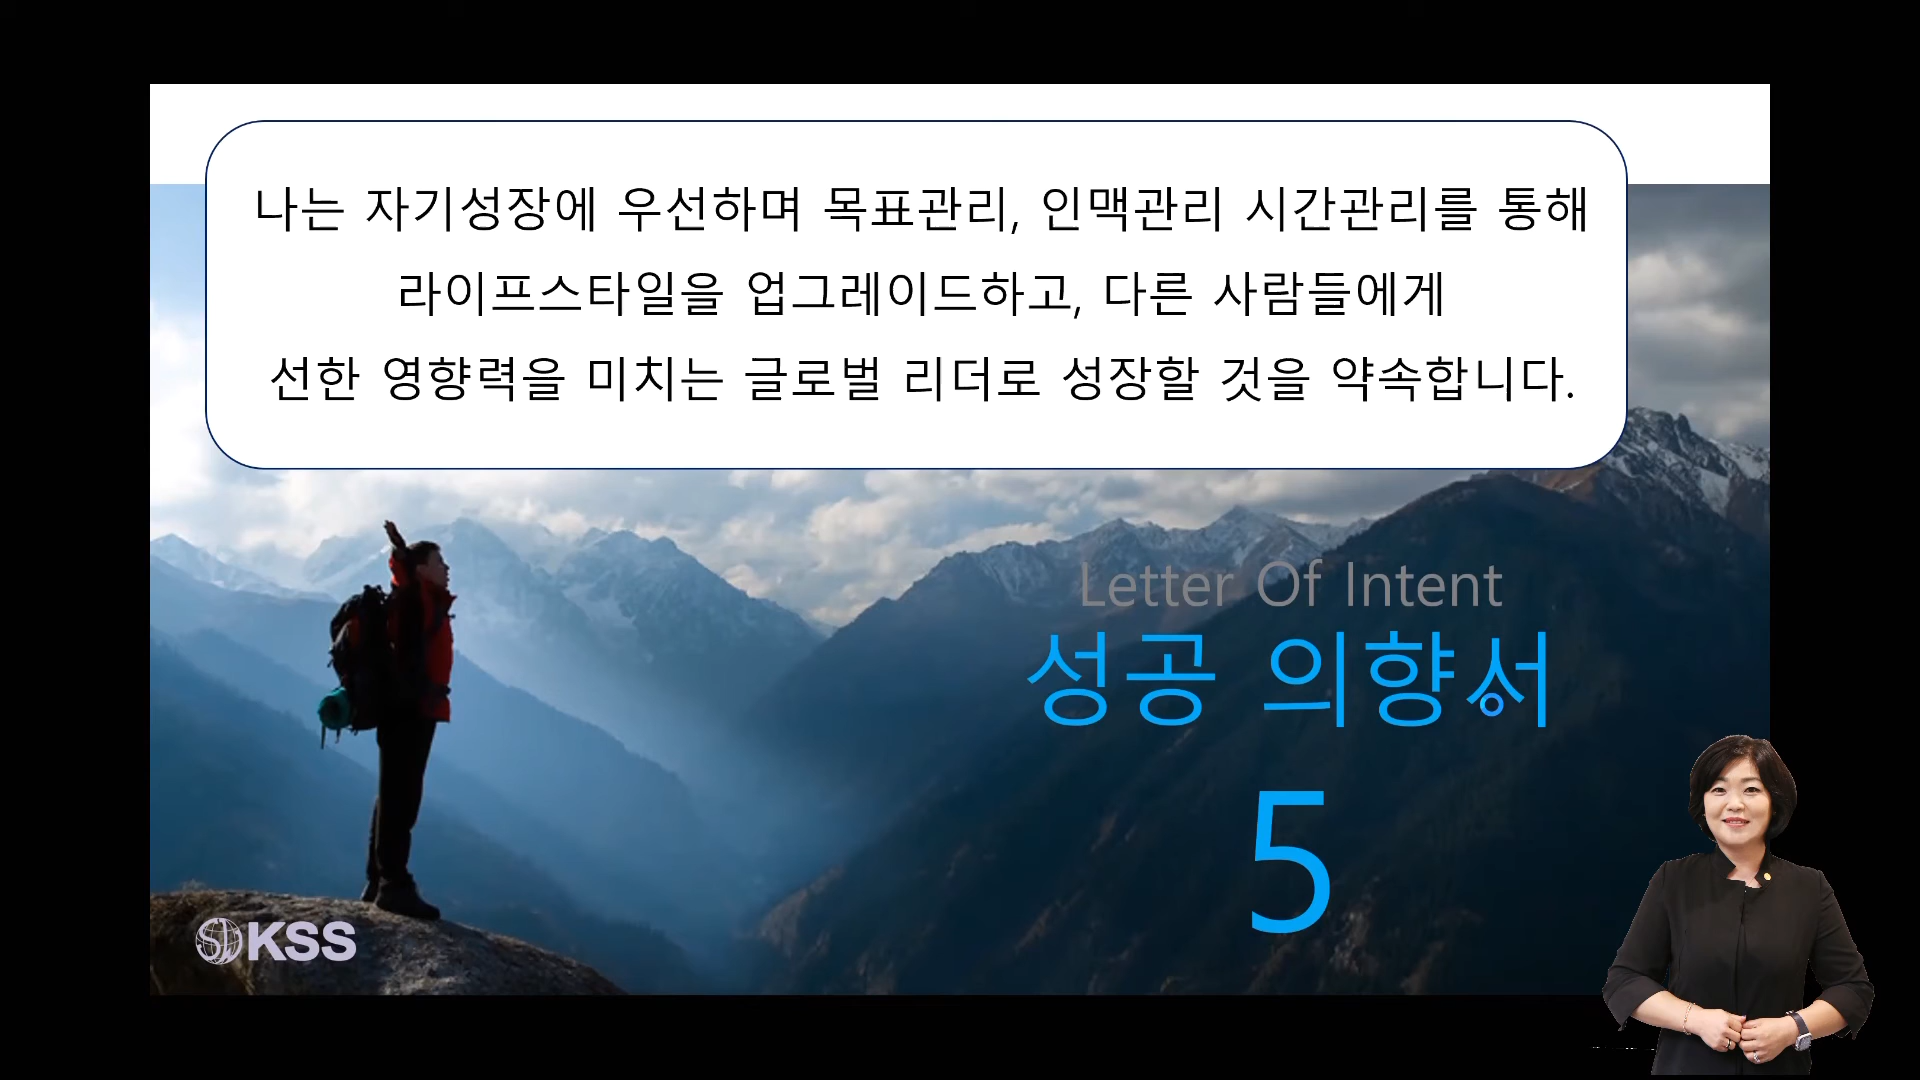 나는 자기성장에 우선하며 목표관리, 인맥관리 시간관리를 통해
라이프스타일을 업그레이드하고, 다른 사람들에게
선한 영향력을 미치는 글로벌 리더로 성장할 것을 약속합니다.
Letter Of Intent
성공 의향서
5
KSS